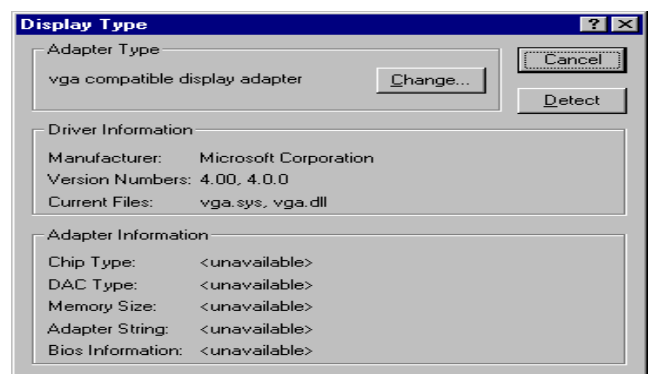 Display Type
Adapter Type
vga compatible display adapter
Change...
Cancel
Detect
Driver Information
Manufacturer: Microsoft Corporation
Version Numbers: 4.00, 4.0.0
Current Files: vga.sys, vga.dll
Adapter Information
Chip Type: <unavailable>
DAC Type: <unavailable>
Memory Size: <unavailable>
Adapter String: <unavailable>
Bios Information: <unavailable>